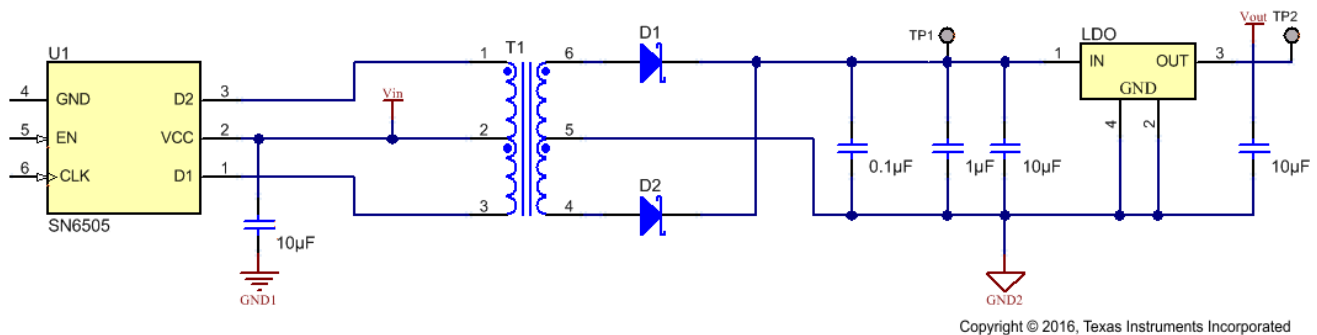 U1
4 GND D2 3
5 EN VCC 2
6 CLK D1 1
SN6505
10µF
GND1
Vin
T1
1 6
2 5
3 4
D1
D2
TP1
0.1µF
1µF
10µF
GND2
LDO
1 IN OUT 3
GND
4 2
Vout TP2
10µF
Copyright © 2016, Texas Instruments Incorporated